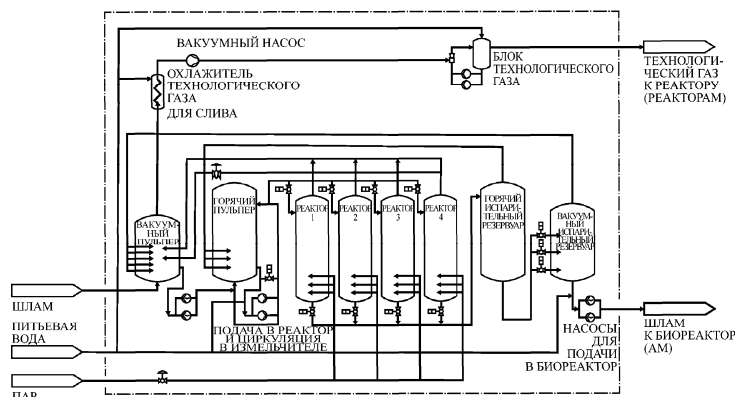 ВАКУУМНЫЙ НАСОС
ОХЛАЖИТЕЛЬ
ТЕХНОЛОГИЧЕСКОГО
ГАЗА
ДЛЯ СЛИВА
БЛОК
ТЕХНОЛОГИЧЕСКОГО
ГАЗА
ТЕХНОЛОГИ-
ЧЕСКИЙ ГАЗ
К РЕАКТОРУ
(РЕАКТОРАМ)
ВАКУУМ-
НЫЙ
ПУЛЬПЕР
ГОРЯЧИЙ
ПУЛЬПЕР
РЕАКТОР
1
РЕАКТОР
2
РЕАКТОР
3
РЕАКТОР
4
ГОРЯЧИЙ
ИСПАРИ-
ТЕЛЬНЫЙ
РЕЗЕРВУАР
ВАКУУМ-
НЫЙ
ИСПАРИ-
ТЕЛЬНЫЙ
РЕЗЕРВУАР
ШЛАМ
ПИТЬЕВАЯ
ВОДА
ПАР
ПОДАЧА В РЕАКТОР
И ЦИРКУЛЯЦИЯ
В ИЗМЕЛЬЧИТЕЛЕ
НАСОСЫ
ДЛЯ
ПОДАЧИ
В БИОРЕАКТОР
ШЛАМ
К БИОРЕАКТОРУ
(АМ)